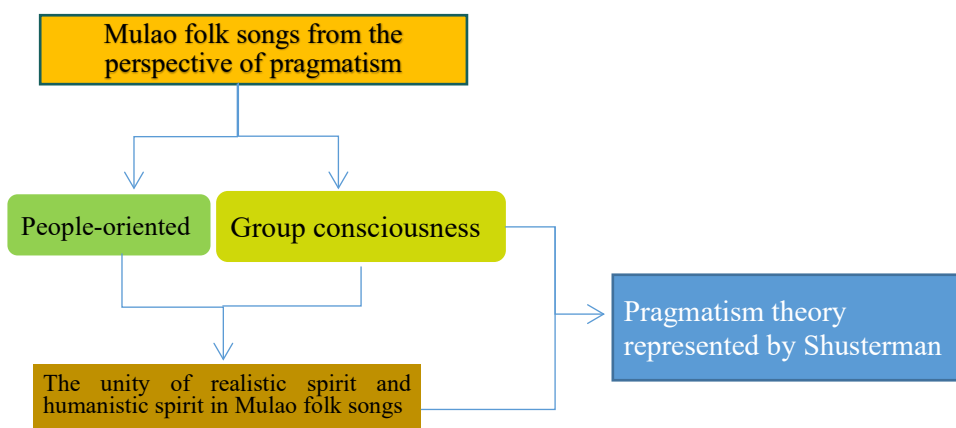 Mulao folk songs from the
perspective of pragmatism
People-oriented
Group consciousness
Pragmatism theory
represented by Shusterman
The unity of realistic spirit and
humanistic spirit in Mulao folk songs